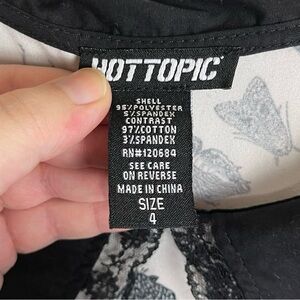 HOTTOPIC
SHELL
95%POLYESTER
5%SPANDEX
CONTRAST
97%COTTON
3%SPANDEX
RN#120684
SEE CARE
ON REVERSE
MADE IN CHINA
SIZE
4